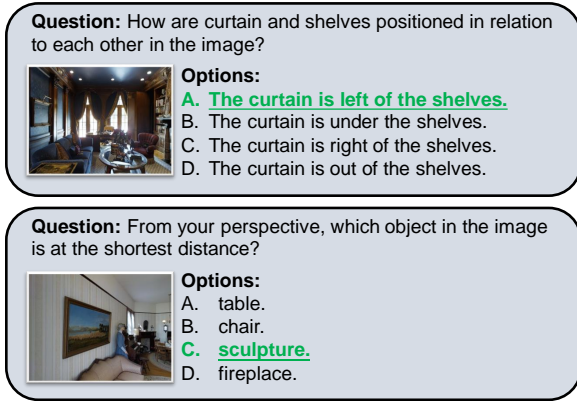 Question: How are curtain and shelves positioned in relation
to each other in the image?
Options:
A. The curtain is left of the shelves.
B. The curtain is under the shelves.
C. The curtain is right of the shelves.
D. The curtain is out of the shelves.
Question: From your perspective, which object in the image
is at the shortest distance?
Options:
A. table.
B. chair.
C. sculpture.
D. fireplace.